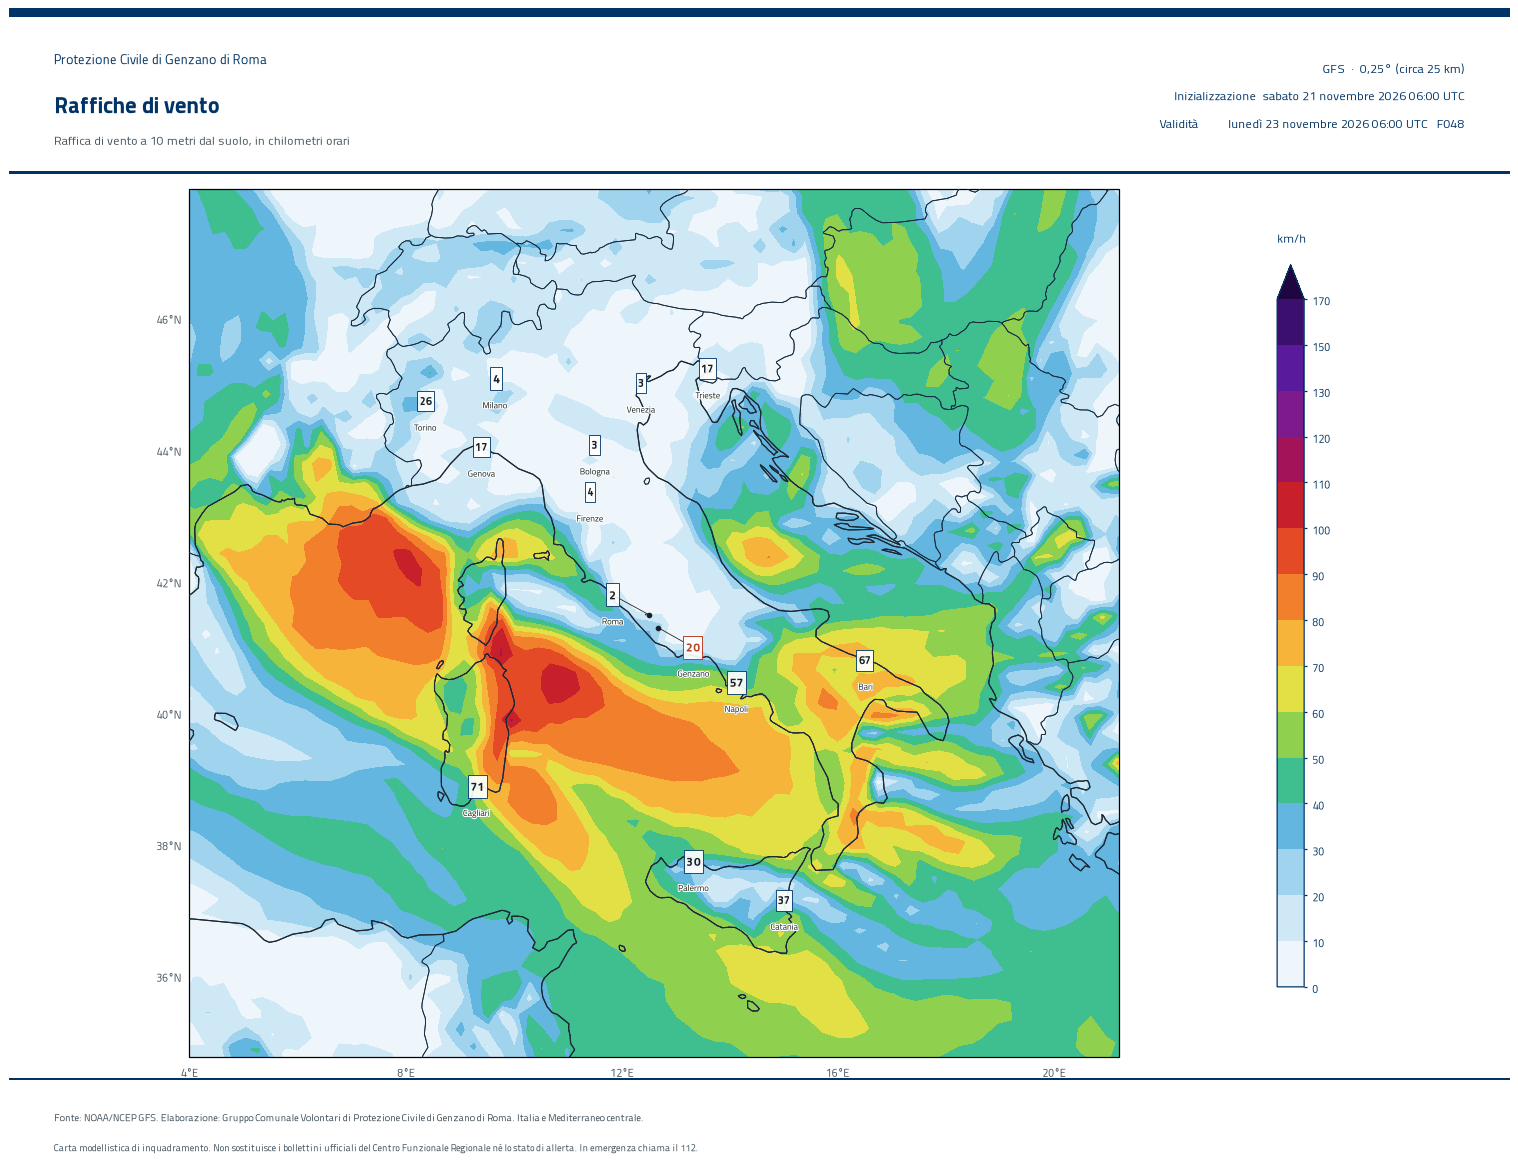 Protezione Civile di Genzano di Roma
Raffiche di vento
Raffica di vento a 10 metri dal suolo, in chilometri orari
GFS · 0,25° (circa 25 km)
Inizializzazione sabato 21 novembre 2026 06:00 UTC
Validità lunedì 23 novembre 2026 06:00 UTC F048
km/h
170
150
130
120
110
100
90
80
70
60
50
40
30
20
10
0
46°N
44°N
42°N
40°N
38°N
36°N
4°E
8°E
12°E
16°E
20°E
26
Torino
4
Milano
3
Venezia
17
Trieste
17
Genova
3
Bologna
4
Firenze
2
Roma
20
Genzano
57
Napoli
67
Bari
71
Cagliari
30
Palermo
37
Catania
Fonte: NOAA/NCEP GFS. Elaborazione: Gruppo Comunale Volontari di Protezione Civile di Genzano di Roma. Italia e Mediterraneo centrale.
Carta modellistica di inquadramento. Non sostituisce i bollettini ufficiali del Centro Funzionale Regionale né lo stato di allerta. In emergenza chiama il 112.